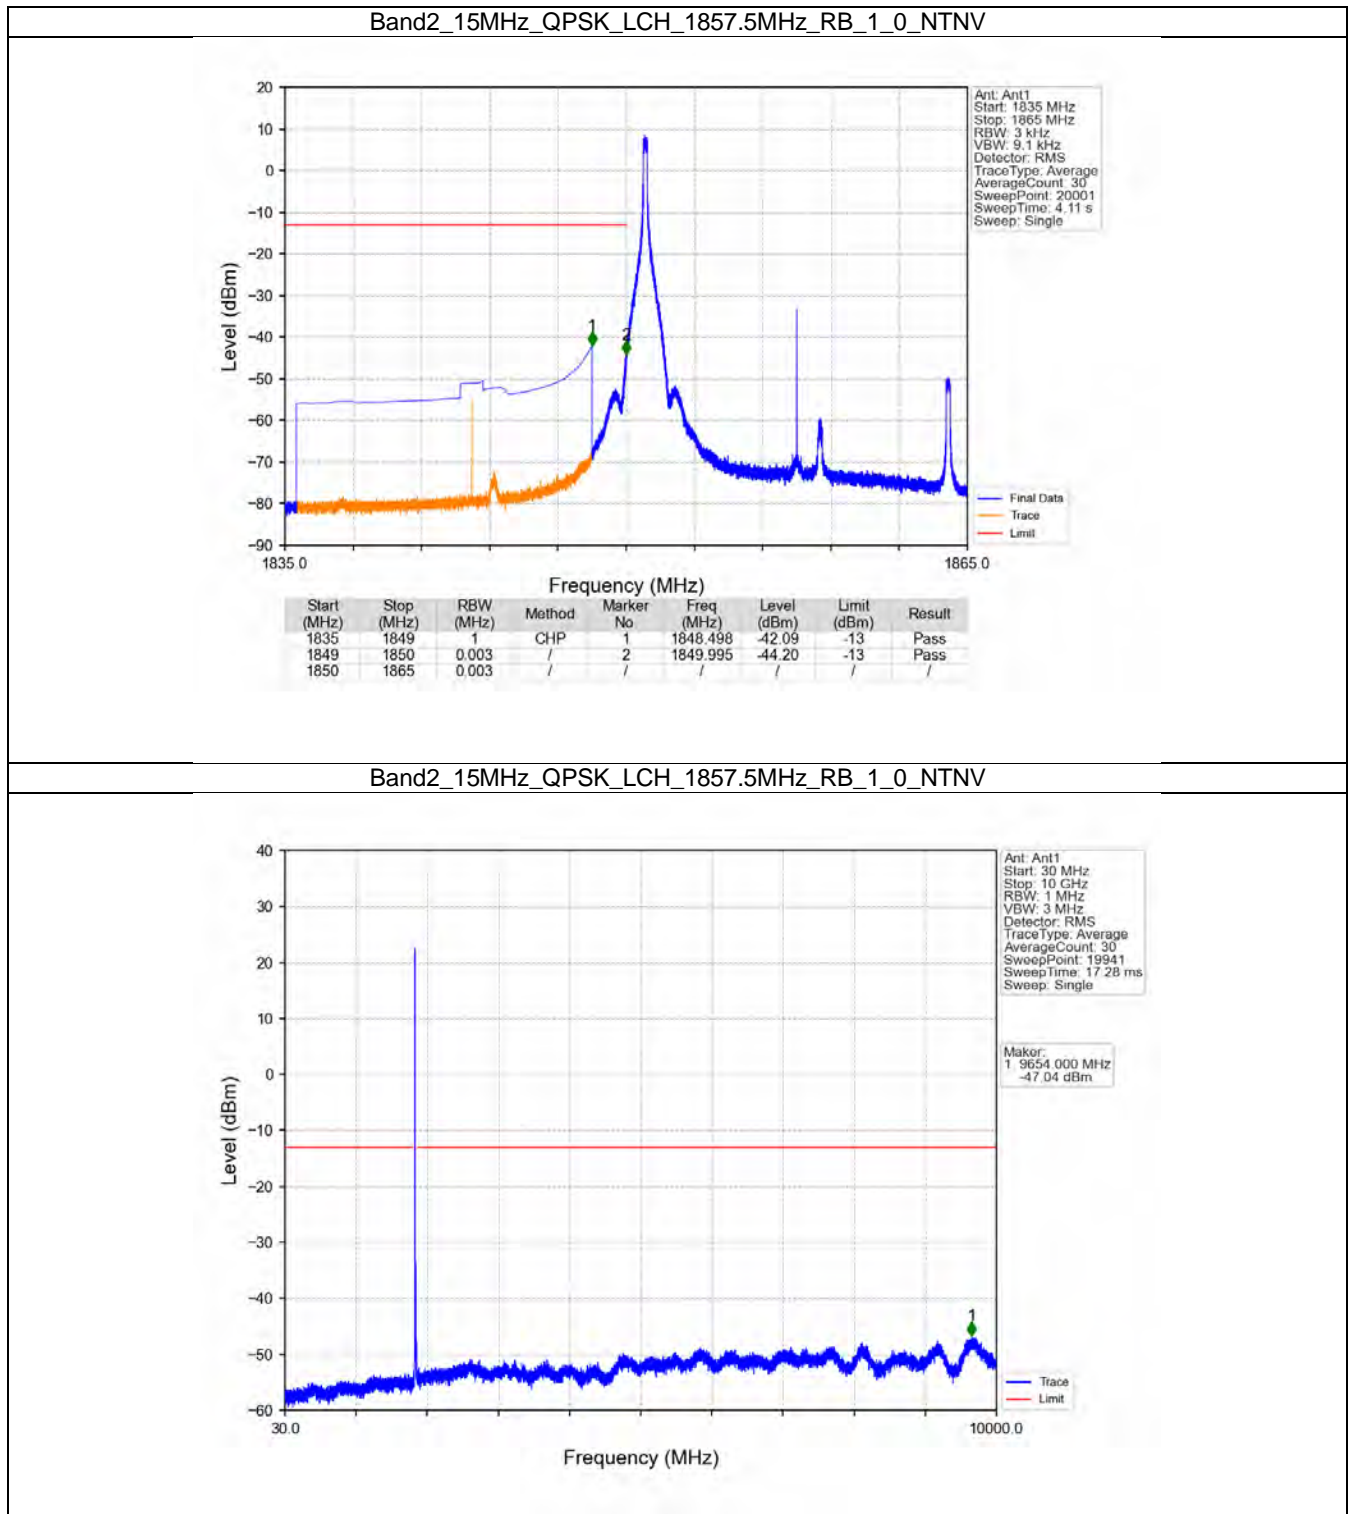 Band2_15MHz_QPSK_LCH_1857.5MHz_RB_1_0_NTNV
20
10
0
−10
−20
−30
−40
−50
−60
−70
−80
−90
Level (dBm)
1
2
1835.0
1865.0
Frequency (MHz)
Ant: Ant1
Start: 1835 MHz
Stop: 1865 MHz
RBW: 3 kHz
VBW: 9.1 kHz
Detector: RMS
TraceType: Average
AverageCount: 30
SweepPoint: 20001
SweepTime: 4.11 s
Sweep: Single
Final Data
Trace
Limit
Start (MHz) Stop (MHz) RBW (MHz) Method Marker No Freq (MHz) Level (dBm) Limit (dBm) Result
1835 1849 1 CHP 1 1848.498 -42.09 -13 Pass
1849 1850 0.003 / 2 1849.995 -44.20 -13 Pass
1850 1865 0.003 / / / / / /
Band2_15MHz_QPSK_LCH_1857.5MHz_RB_1_0_NTNV
40
30
20
10
0
−10
−20
−30
−40
−50
−60
Level (dBm)
1
30.0
10000.0
Frequency (MHz)
Ant: Ant1
Start: 30 MHz
Stop: 10 GHz
RBW: 1 MHz
VBW: 3 MHz
Detector: RMS
TraceType: Average
AverageCount: 30
SweepPoint: 19941
SweepTime: 17.28 ms
Sweep: Single
Maker:
1 9654.000 MHz
-47.04 dBm
Trace
Limit